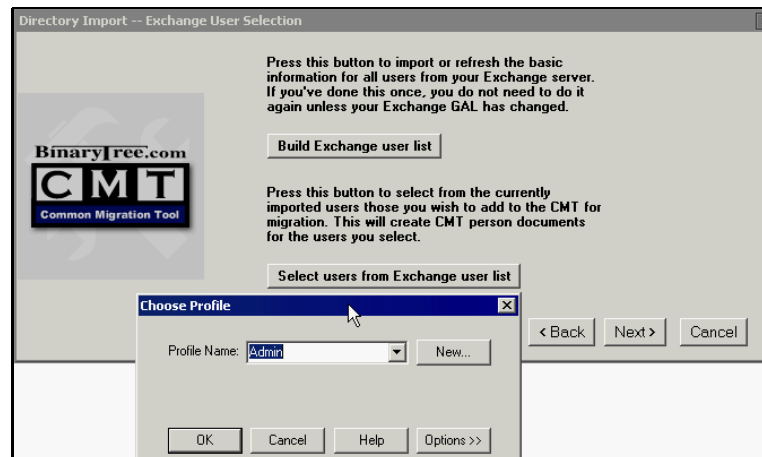 Directory Import -- Exchange User Selection
Press this button to import or refresh the basic
information for all users from your Exchange server.
If you've done this once, you do not need to do it
again unless your Exchange GAL has changed.
Build Exchange user list
BinaryTree.com
CMT
Common Migration Tool
Press this button to select from the currently
imported users those you wish to add to the CMT for
migration. This will create CMT person documents
for the users you select.
Select users from Exchange user list
Choose Profile
< Back
Next >
Cancel
Profile Name:
Admin
New...
OK
Cancel
Help
Options >>